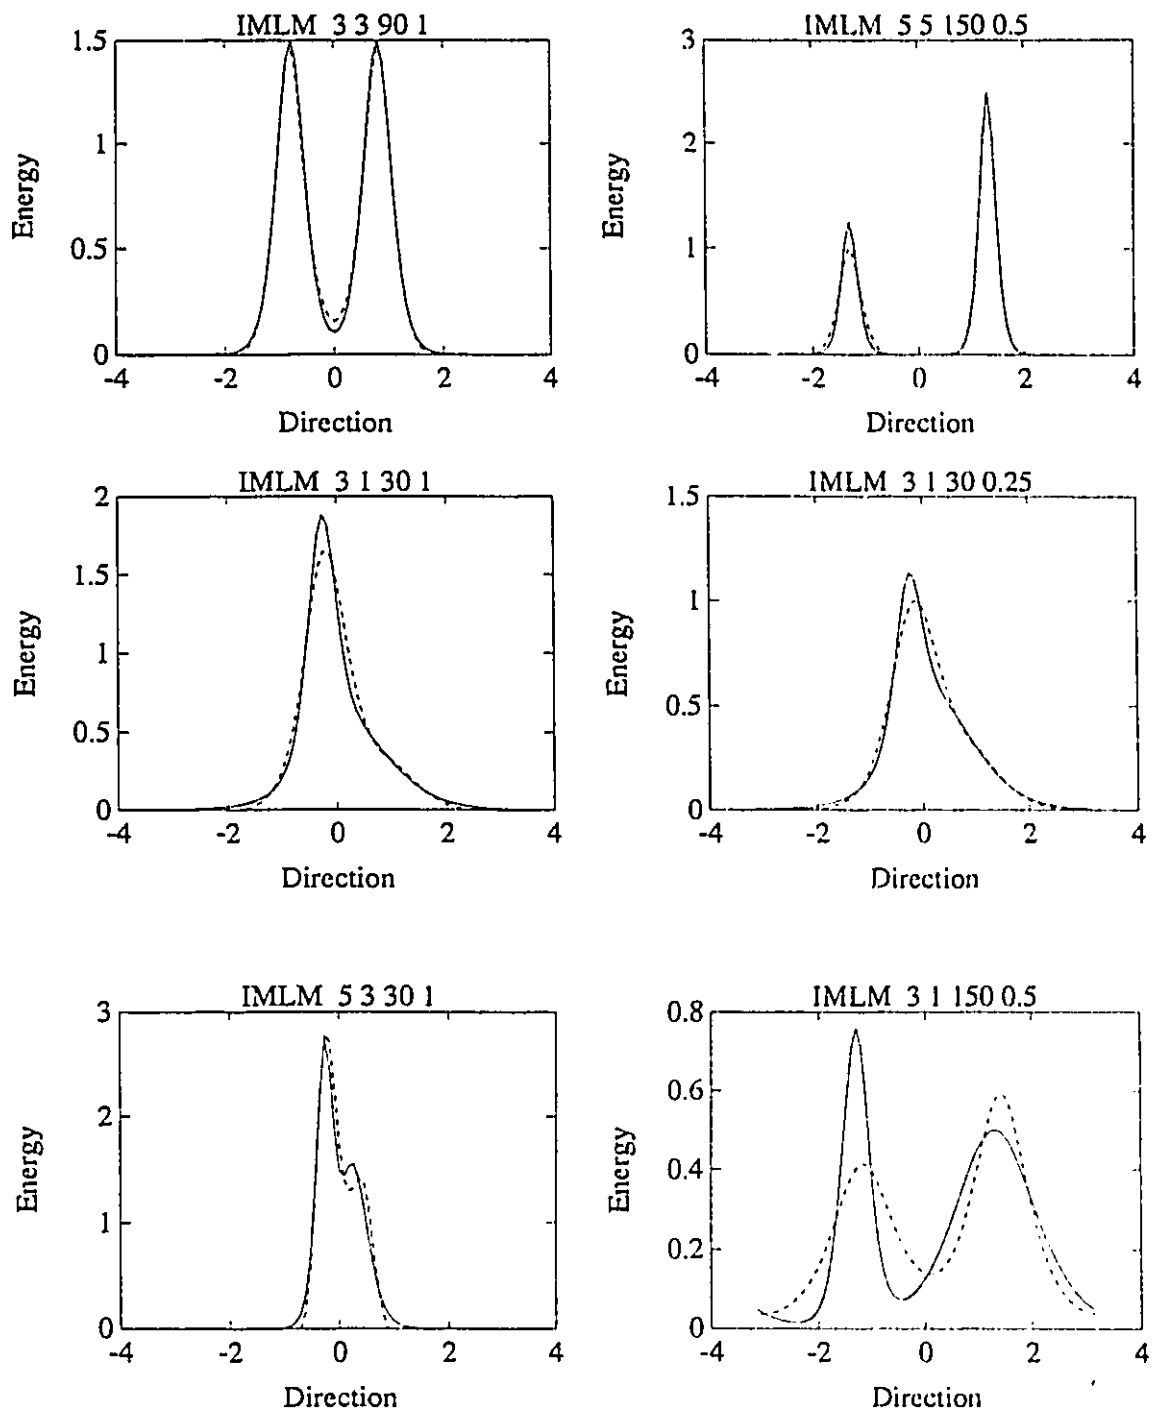 IMLM 3 3 90 1
1.5
1
0.5
0
-4 -2 0 2 4
Energy
Direction
IMLM 5 5 150 0.5
3
2
1
0
-4 -2 0 2 4
Energy
Direction
IMLM 3 1 30 1
2
1.5
1
0.5
0
-4 -2 0 2 4
Energy
Direction
IMLM 3 1 30 0.25
1.5
1
0.5
0
-4 -2 0 2 4
Energy
Direction
IMLM 5 3 30 1
3
2
1
0
-4 -2 0 2 4
Energy
Direction
IMLM 3 1 150 0.5
0.8
0.6
0.4
0.2
0
-4 -2 0 2 4
Energy
Direction